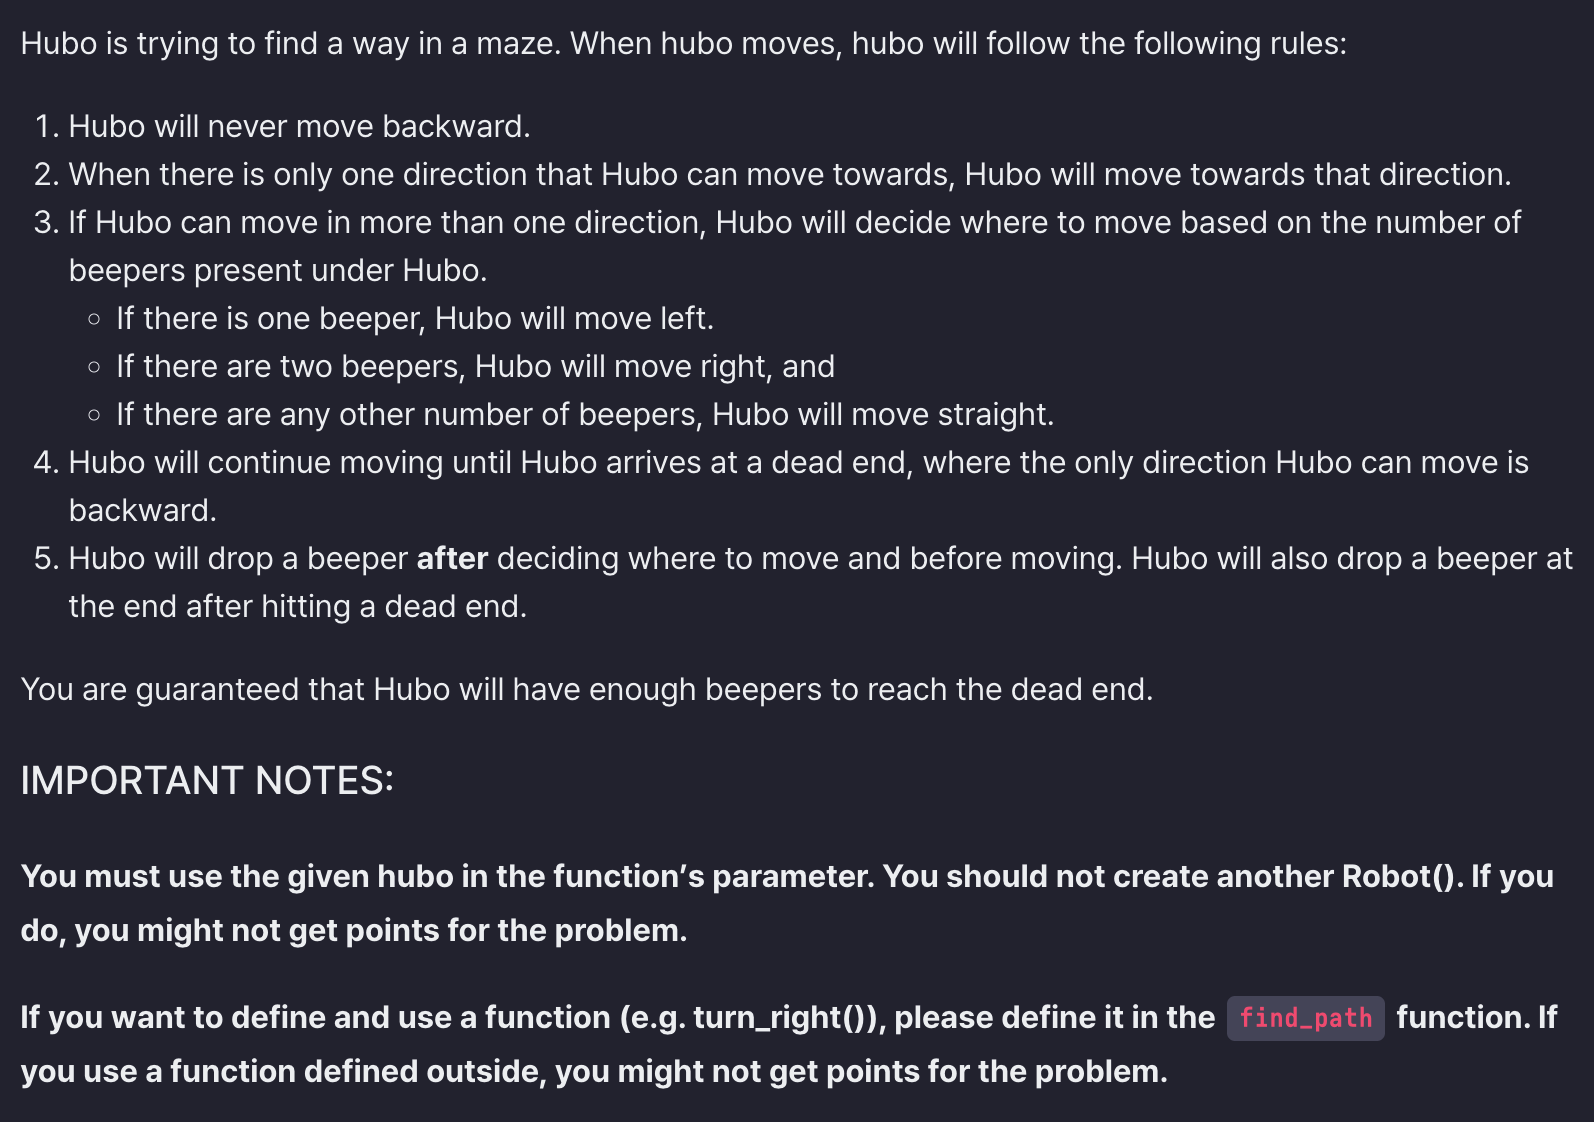 Hubo is trying to find a way in a maze. When hubo moves, hubo will follow the following rules:
1. Hubo will never move backward.
2. When there is only one direction that Hubo can move towards, Hubo will move towards that direction.
3. If Hubo can move in more than one direction, Hubo will decide where to move based on the number of
beepers present under Hubo.
◦ If there is one beeper, Hubo will move left.
◦ If there are two beepers, Hubo will move right, and
◦ If there are any other number of beepers, Hubo will move straight.
4. Hubo will continue moving until Hubo arrives at a dead end, where the only direction Hubo can move is
backward.
5. Hubo will drop a beeper after deciding where to move and before moving. Hubo will also drop a beeper at
the end after hitting a dead end.
You are guaranteed that Hubo will have enough beepers to reach the dead end.
IMPORTANT NOTES:
You must use the given hubo in the function’s parameter. You should not create another Robot(). If you
do, you might not get points for the problem.
If you want to define and use a function (e.g. turn_right()), please define it in the find_path function. If
you use a function defined outside, you might not get points for the problem.